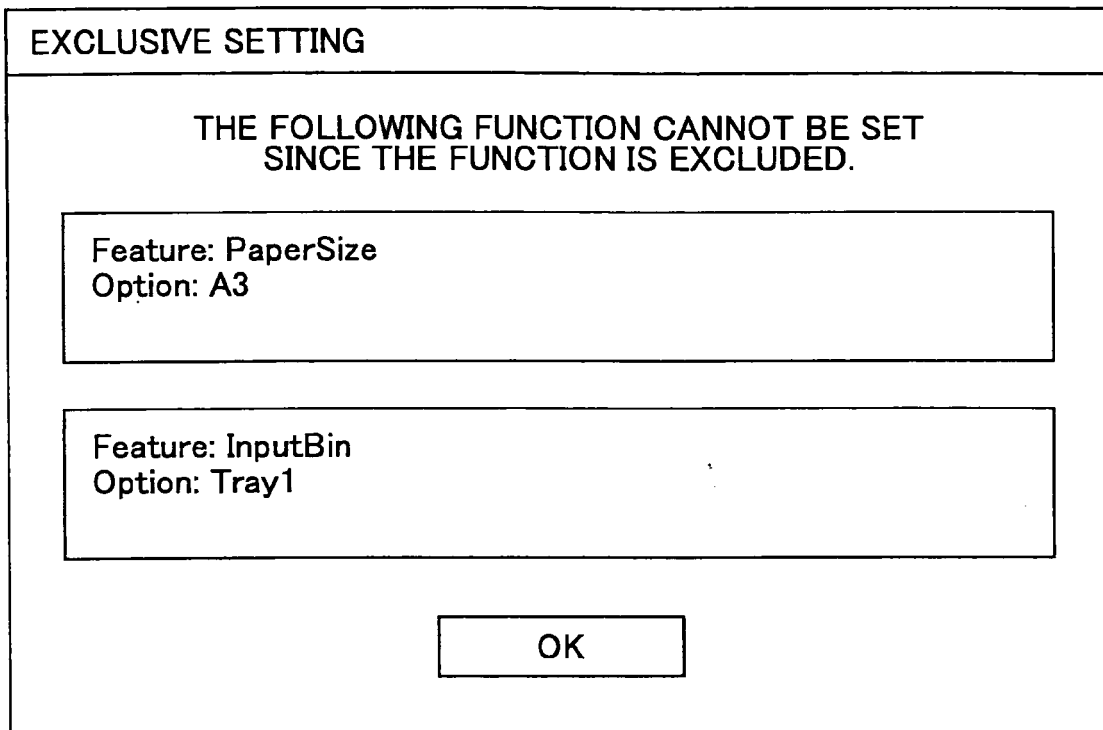 EXCLUSIVE SETTING
THE FOLLOWING FUNCTION CANNOT BE SET
SINCE THE FUNCTION IS EXCLUDED.
Feature: PaperSize
Option: A3
Feature: InputBin
Option: Tray1
OK